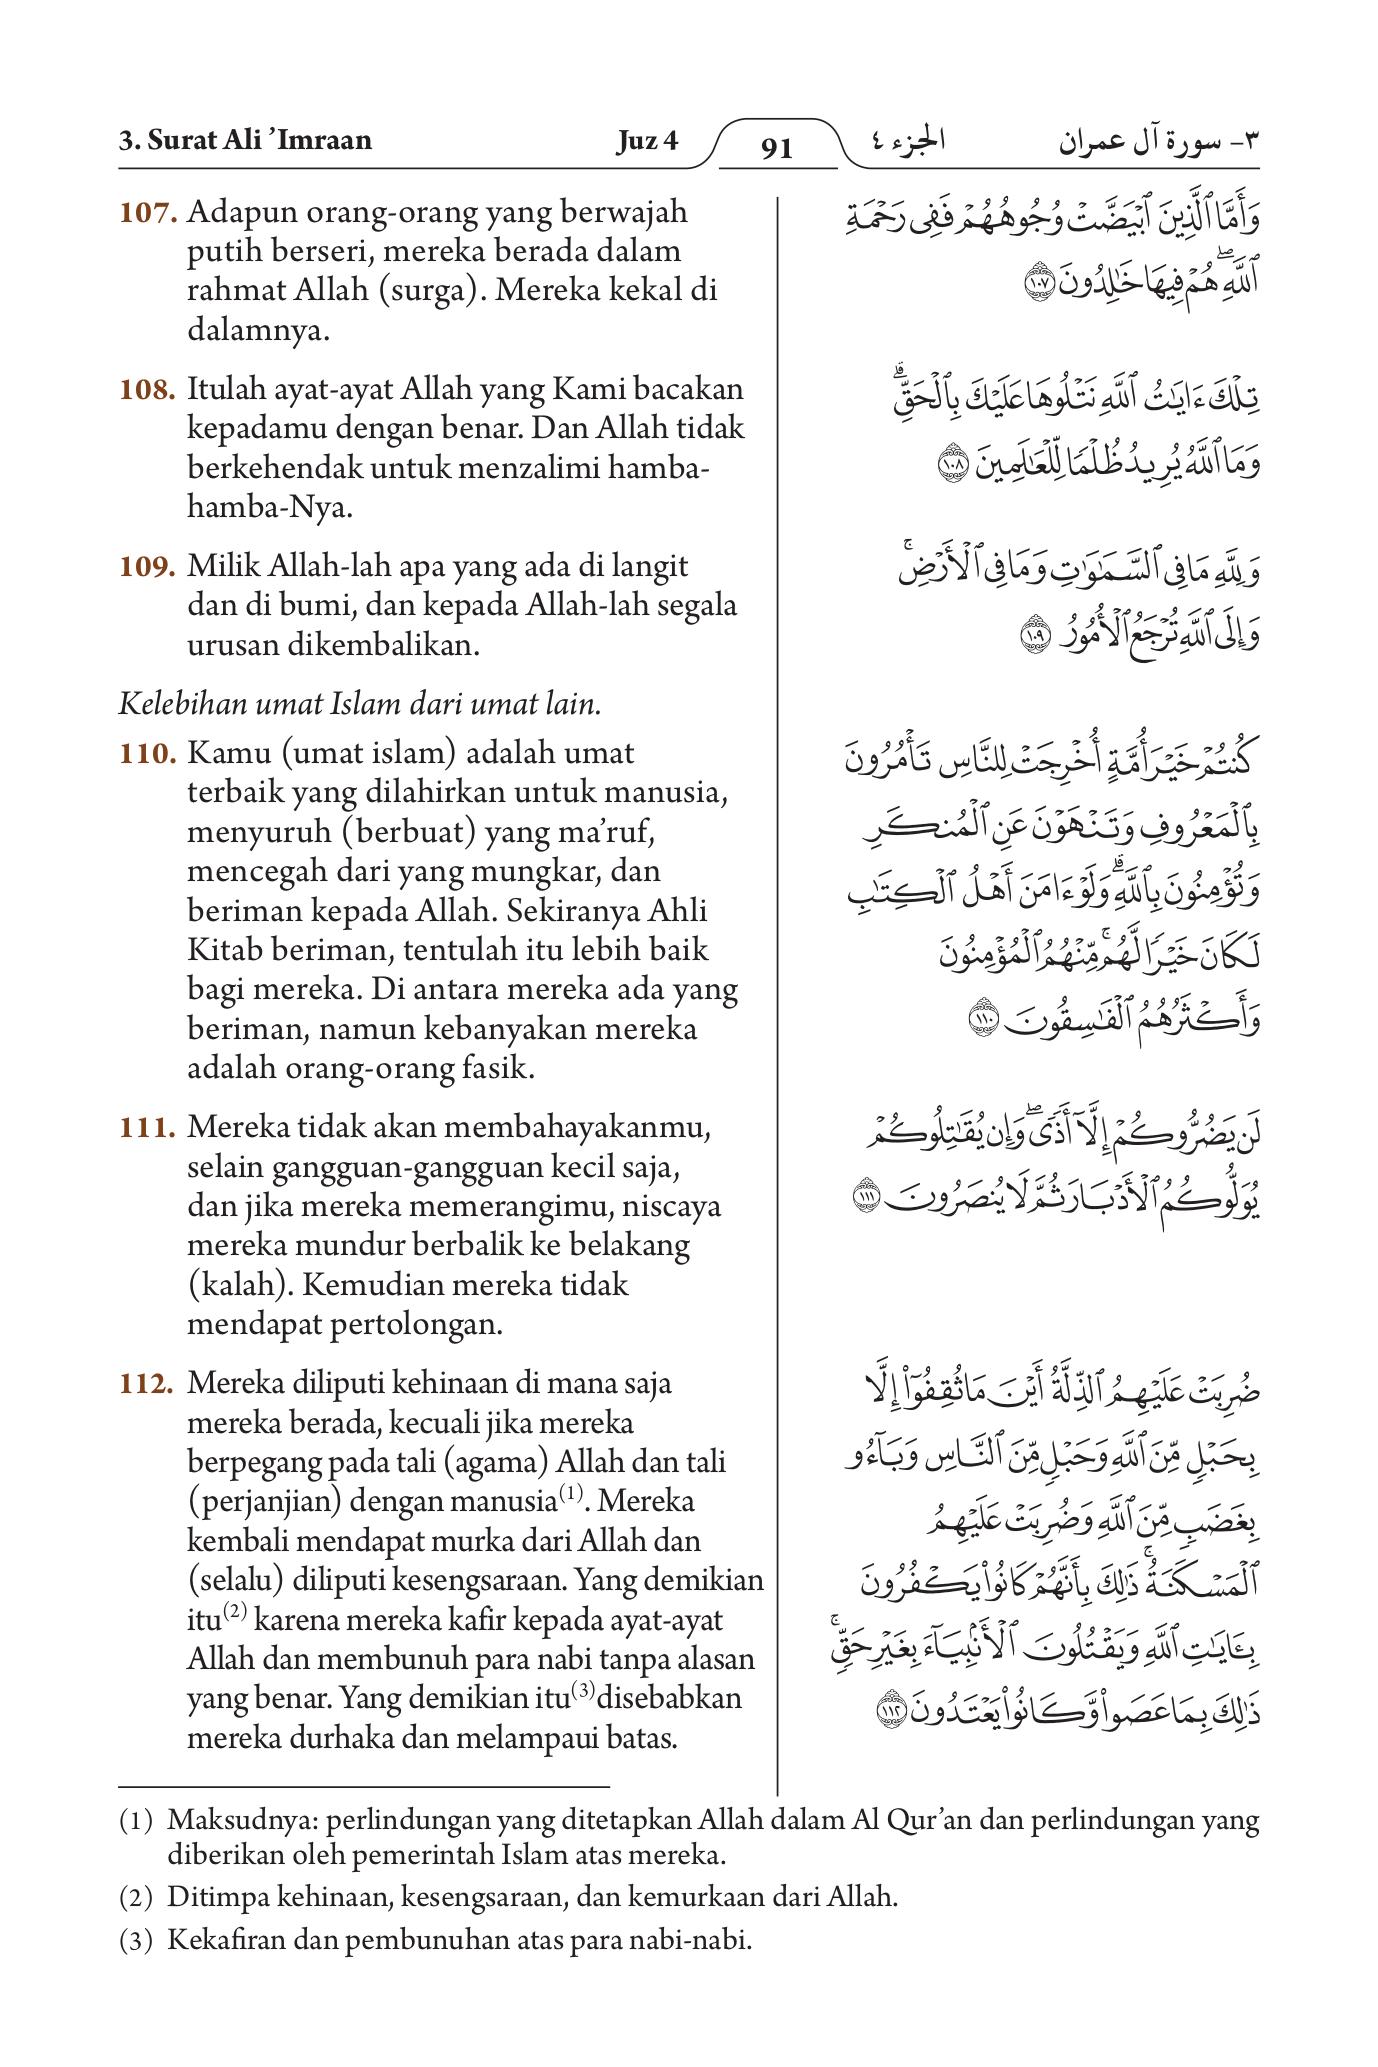 3. Surat Ali ’Imraan
Juz 4
91
الجزء ٤
٣- سورة آل عمران
107. Adapun orang-orang yang berwajah
putih berseri, mereka berada dalam
rahmat Allah (surga). Mereka kekal di
dalamnya.
108. Itulah ayat-ayat Allah yang Kami bacakan
kepadamu dengan benar. Dan Allah tidak
berkehendak untuk menzalimi hamba-
hamba-Nya.
109. Milik Allah-lah apa yang ada di langit
dan di bumi, dan kepada Allah-lah segala
urusan dikembalikan.
Kelebihan umat Islam dari umat lain.
110. Kamu (umat islam) adalah umat
terbaik yang dilahirkan untuk manusia,
menyuruh (berbuat) yang ma’ruf,
mencegah dari yang mungkar, dan
beriman kepada Allah. Sekiranya Ahli
Kitab beriman, tentulah itu lebih baik
bagi mereka. Di antara mereka ada yang
beriman, namun kebanyakan mereka
adalah orang-orang fasik.
111. Mereka tidak akan membahayakanmu,
selain gangguan-gangguan kecil saja,
dan jika mereka memerangimu, niscaya
mereka mundur berbalik ke belakang
(kalah). Kemudian mereka tidak
mendapat pertolongan.
112. Mereka diliputi kehinaan di mana saja
mereka berada, kecuali jika mereka
berpegang pada tali (agama) Allah dan tali
(perjanjian) dengan manusia(1). Mereka
kembali mendapat murka dari Allah dan
(selalu) diliputi kesengsaraan. Yang demikian
itu(2) karena mereka kafir kepada ayat-ayat
Allah dan membunuh para nabi tanpa alasan
yang benar. Yang demikian itu(3)disebabkan
mereka durhaka dan melampaui batas.
وَأَمَّا ٱلَّذِينَ ٱبۡيَضَّتۡ وُجُوهُهُمۡ فَفِي رَحۡمَةِ
ٱللَّهِۖ هُمۡ فِيهَا خَٰلِدُونَ ١٠٧
تِلۡكَ ءَايَٰتُ ٱللَّهِ نَتۡلُوهَا عَلَيۡكَ بِٱلۡحَقِّۗ
وَمَا ٱللَّهُ يُرِيدُ ظُلۡمٗا لِّلۡعَٰلَمِينَ ١٠٨
وَلِلَّهِ مَا فِي ٱلسَّمَٰوَٰتِ وَمَا فِي ٱلۡأَرۡضِۚ
وَإِلَى ٱللَّهِ تُرۡجَعُ ٱلۡأُمُورُ ١٠٩
كُنتُمۡ خَيۡرَ أُمَّةٍ أُخۡرِجَتۡ لِلنَّاسِ تَأۡمُرُونَ
بِٱلۡمَعۡرُوفِ وَتَنۡهَوۡنَ عَنِ ٱلۡمُنكَرِ
وَتُؤۡمِنُونَ بِٱللَّهِۗ وَلَوۡ ءَامَنَ أَهۡلُ ٱلۡكِتَٰبِ
لَكَانَ خَيۡرٗا لَّهُمۚ مِّنۡهُمُ ٱلۡمُؤۡمِنُونَ
وَأَكۡثَرُهُمُ ٱلۡفَٰسِقُونَ ١١٠
لَن يَضُرُّوكُمۡ إِلَّآ أَذٗىۖ وَإِن يُقَٰتِلُوكُمۡ
يُوَلُّوكُمُ ٱلۡأَدۡبَارَ ثُمَّ لَا يُنصَرُونَ ١١١
ضُرِبَتۡ عَلَيۡهِمُ ٱلذِّلَّةُ أَيۡنَ مَا ثُقِفُوٓاْ إِلَّا
بِحَبۡلٖ مِّنَ ٱللَّهِ وَحَبۡلٖ مِّنَ ٱلنَّاسِ وَبَآءُو
بِغَضَبٖ مِّنَ ٱللَّهِ وَضُرِبَتۡ عَلَيۡهِمُ
ٱلۡمَسۡكَنَةُۚ ذَٰلِكَ بِأَنَّهُمۡ كَانُواْ يَكۡفُرُونَ
بِـَٔايَٰتِ ٱللَّهِ وَيَقۡتُلُونَ ٱلۡأَنۢبِيَآءَ بِغَيۡرِ حَقّٖۚ
ذَٰلِكَ بِمَا عَصَواْ وَّكَانُواْ يَعۡتَدُونَ ١١٢
(1) Maksudnya: perlindungan yang ditetapkan Allah dalam Al Qur’an dan perlindungan yang
diberikan oleh pemerintah Islam atas mereka.
(2) Ditimpa kehinaan, kesengsaraan, dan kemurkaan dari Allah.
(3) Kekafiran dan pembunuhan atas para nabi-nabi.